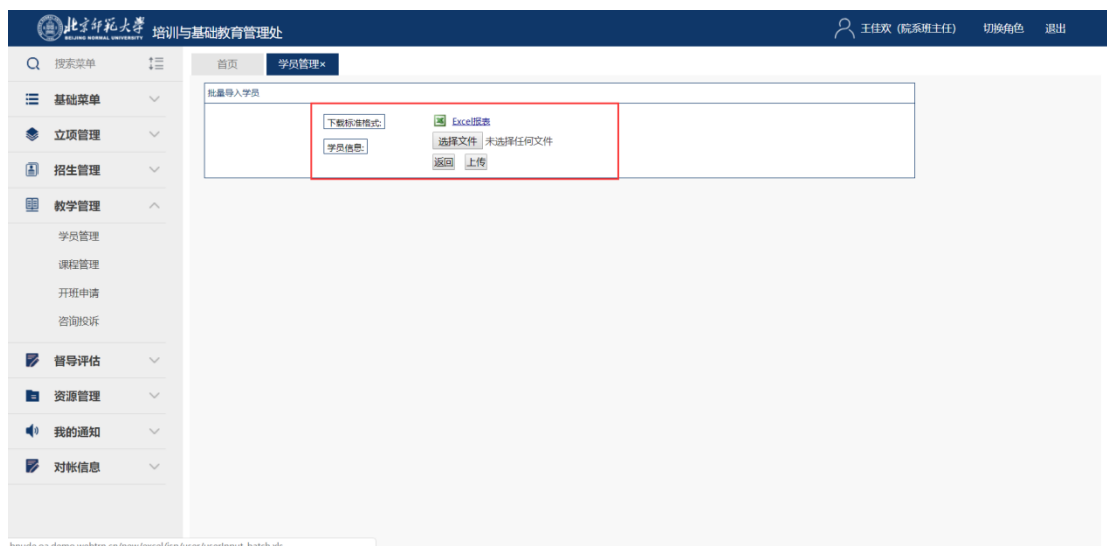 北京师范大学 培训与基础教育管理处
BEIJING NORMAL UNIVERSITY
王佳欢 (院系班主任) 切换角色 退出
搜索菜单
首页 学员管理×
基础菜单
立项管理
招生管理
教学管理
学员管理
课程管理
开班申请
咨询投诉
督导评估
资源管理
我的通知
对帐信息
批量导入学员
下载标准格式: Excel报表
学员信息: 选择文件 未选择任何文件
返回 上传